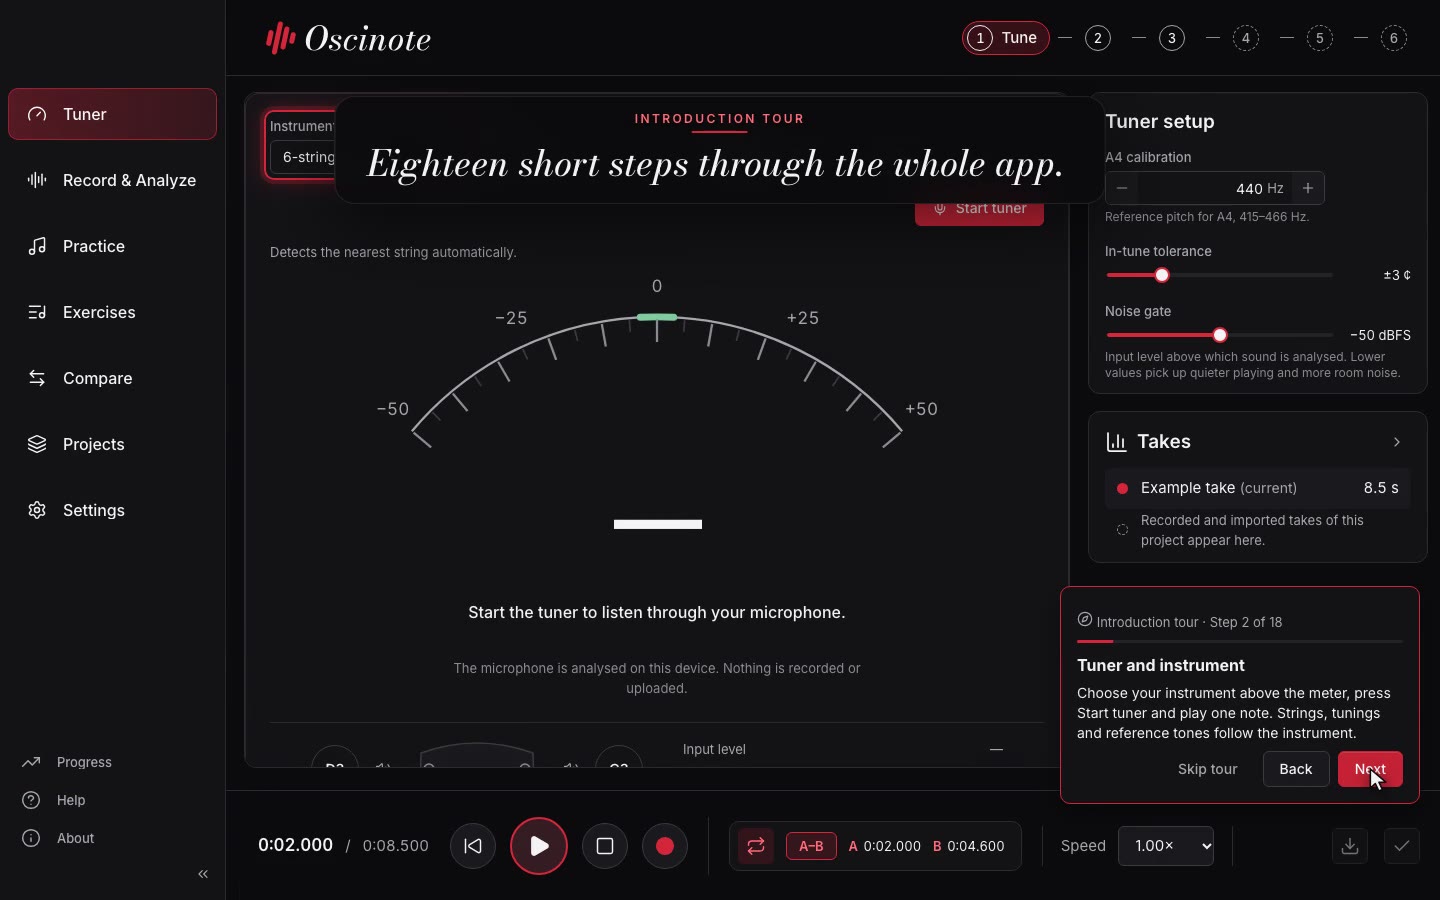 Oscinote
1 Tune — 2 — 3 — 4 — 5 — 6
Tuner
Record & Analyze
Practice
Exercises
Compare
Projects
Settings
Progress
Help
About
INTRODUCTION TOUR
Eighteen short steps through the whole app.
Instrument
6-string
Start tuner
Detects the nearest string automatically.
−50
−25
0
+25
+50
Start the tuner to listen through your microphone.
The microphone is analysed on this device. Nothing is recorded or
uploaded.
Input level —
Tuner setup
A4 calibration
− 440 Hz +
Reference pitch for A4, 415–466 Hz.
In-tune tolerance
±3 ¢
Noise gate
−50 dBFS
Input level above which sound is analysed. Lower
values pick up quieter playing and more room noise.
Takes
Example take (current) 8.5 s
Recorded and imported takes of this
project appear here.
Introduction tour · Step 2 of 18
Tuner and instrument
Choose your instrument above the meter, press
Start tuner and play one note. Strings, tunings
and reference tones follow the instrument.
Skip tour Back Next
0:02.000 / 0:08.500
A–B A 0:02.000 B 0:04.600
Speed 1.00×